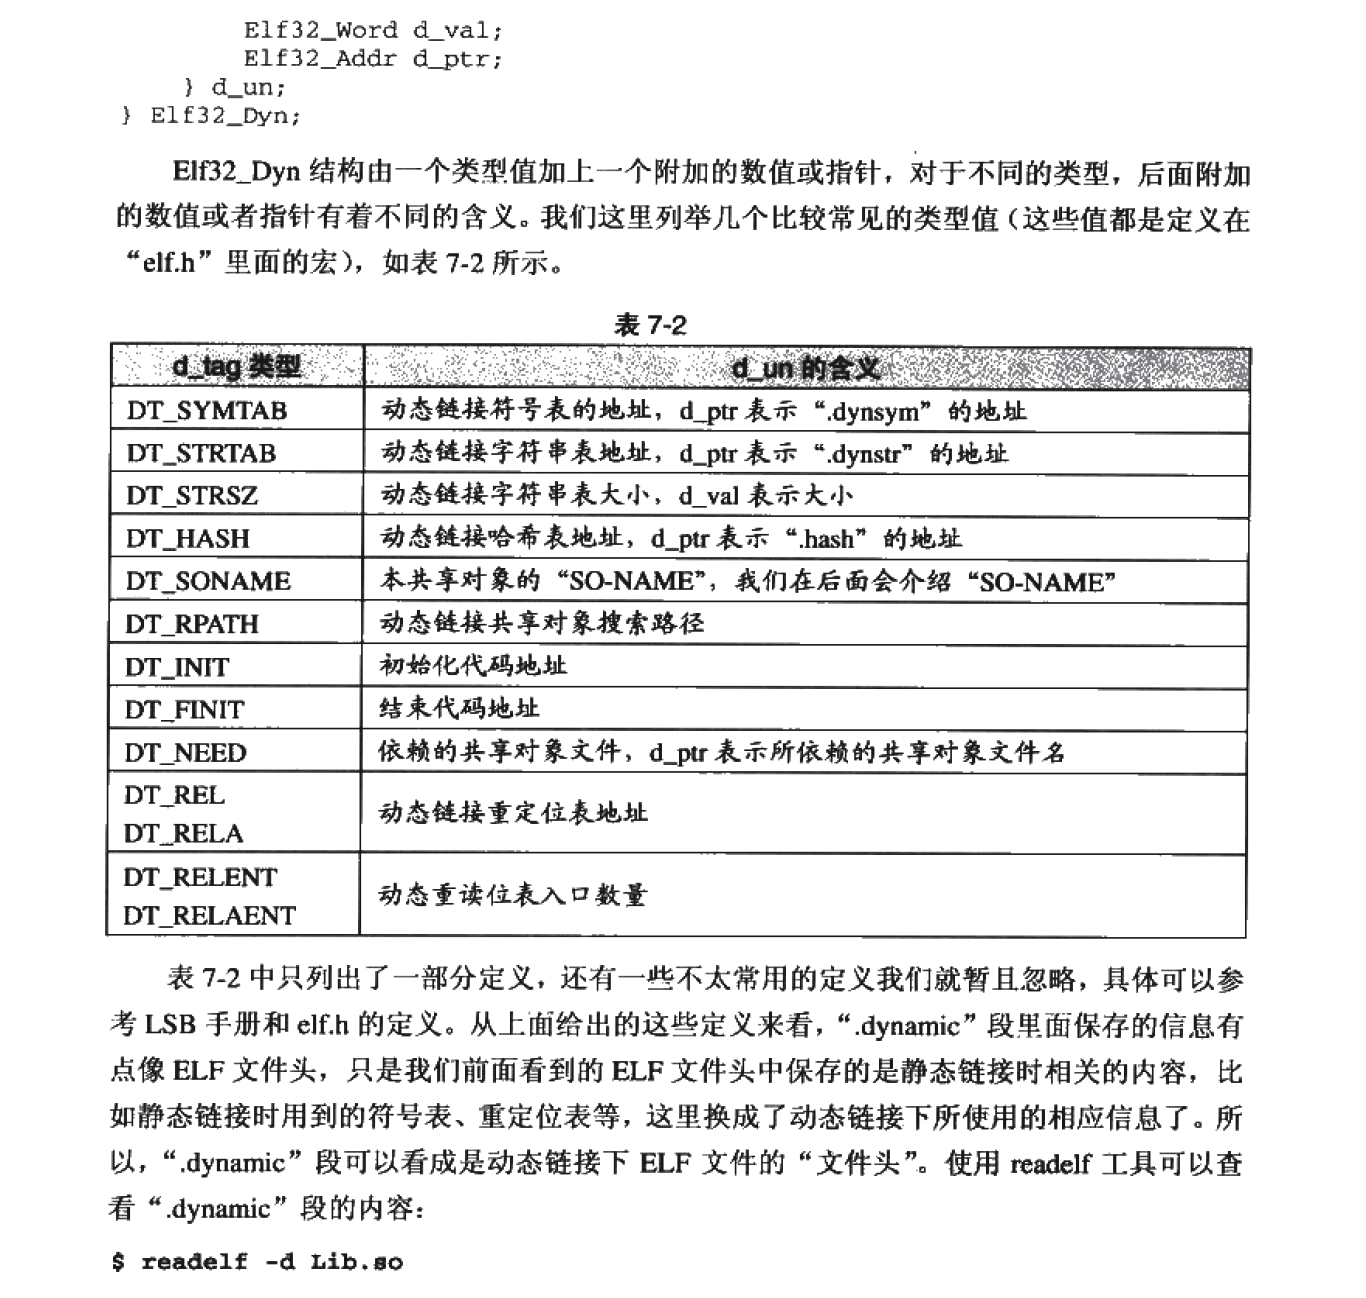 Elf32_Word d_val;
Elf32_Addr d_ptr;
} d_un;
} Elf32_Dyn;
Elf32_Dyn 结构由一个类型值加上一个附加的数值或指针，对于不同的类型，后面附加
的数值或者指针有着不同的含义。我们这里列举几个比较常见的类型值（这些值都是定义在
“elf.h”里面的宏），如表 7-2 所示。
表 7-2
d_tag 类型 d_un 的含义
DT_SYMTAB 动态链接符号表的地址，d_ptr 表示“.dynsym”的地址
DT_STRTAB 动态链接字符串表地址，d_ptr 表示“.dynstr”的地址
DT_STRSZ 动态链接字符串表大小，d_val 表示大小
DT_HASH 动态链接哈希表地址，d_ptr 表示“.hash”的地址
DT_SONAME 本共享对象的“SO-NAME”，我们在后面会介绍“SO-NAME”
DT_RPATH 动态链接共享对象搜索路径
DT_INIT 初始化代码地址
DT_FINIT 结束代码地址
DT_NEED 依赖的共享对象文件，d_ptr 表示所依赖的共享对象文件名
DT_REL
DT_RELA
动态链接重定位表地址
DT_RELENT
DT_RELAENT
动态重读位表入口数量
表 7-2 中只列出了一部分定义，还有一些不太常用的定义我们就暂且忽略，具体可以参
考 LSB 手册和 elf.h 的定义。从上面给出的这些定义来看，“.dynamic”段里面保存的信息有
点像 ELF 文件头，只是我们前面看到的 ELF 文件头中保存的是静态链接时相关的内容，比
如静态链接时用到的符号表、重定位表等，这里换成了动态链接下所使用的相应信息了。所
以，“.dynamic”段可以看成是动态链接下 ELF 文件的“文件头”。使用 readelf 工具可以查
看“.dynamic”段的内容：
$ readelf -d Lib.so